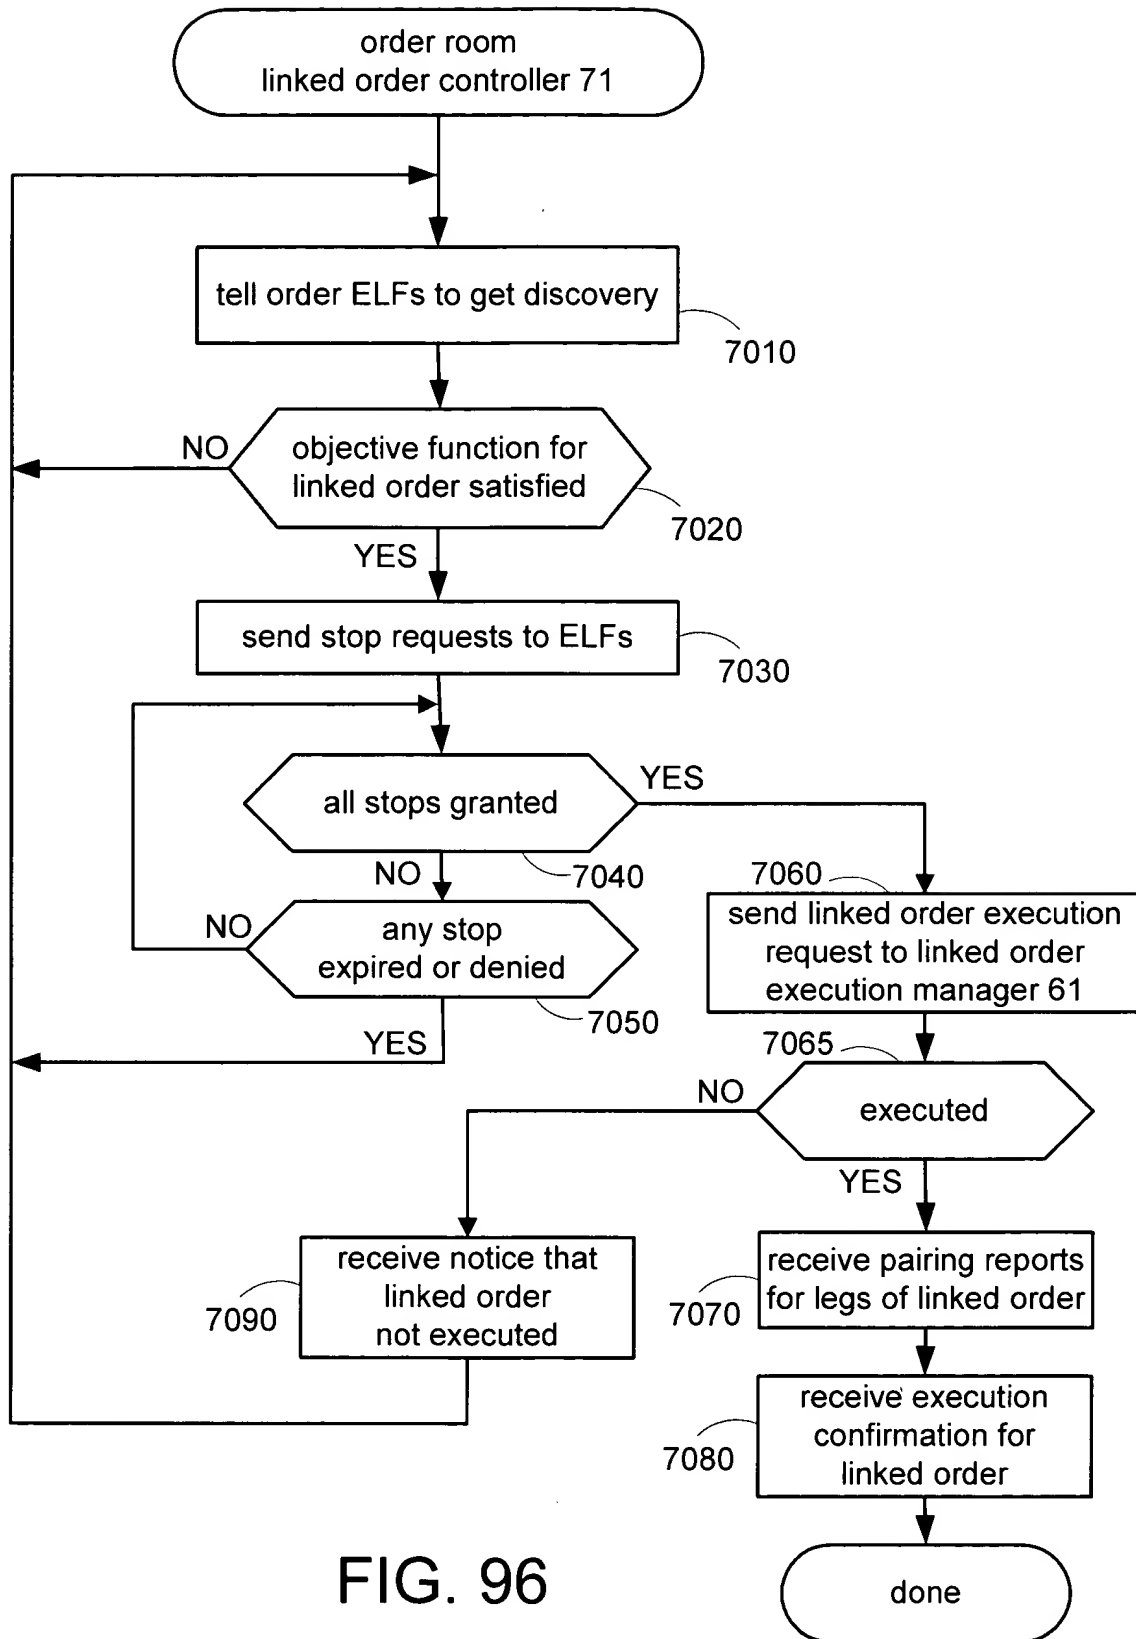 order room
linked order controller 71
tell order ELFs to get discovery
7010
NO
objective function for
linked order satisfied
7020
YES
send stop requests to ELFs
7030
all stops granted
YES
NO
7040
7060
send linked order execution
request to linked order
execution manager 61
NO
any stop
expired or denied
7050
YES
7065
NO
executed
YES
receive notice that
linked order
not executed
7090
receive pairing reports
for legs of linked order
7070
receive execution
confirmation for
linked order
7080
done
FIG. 96